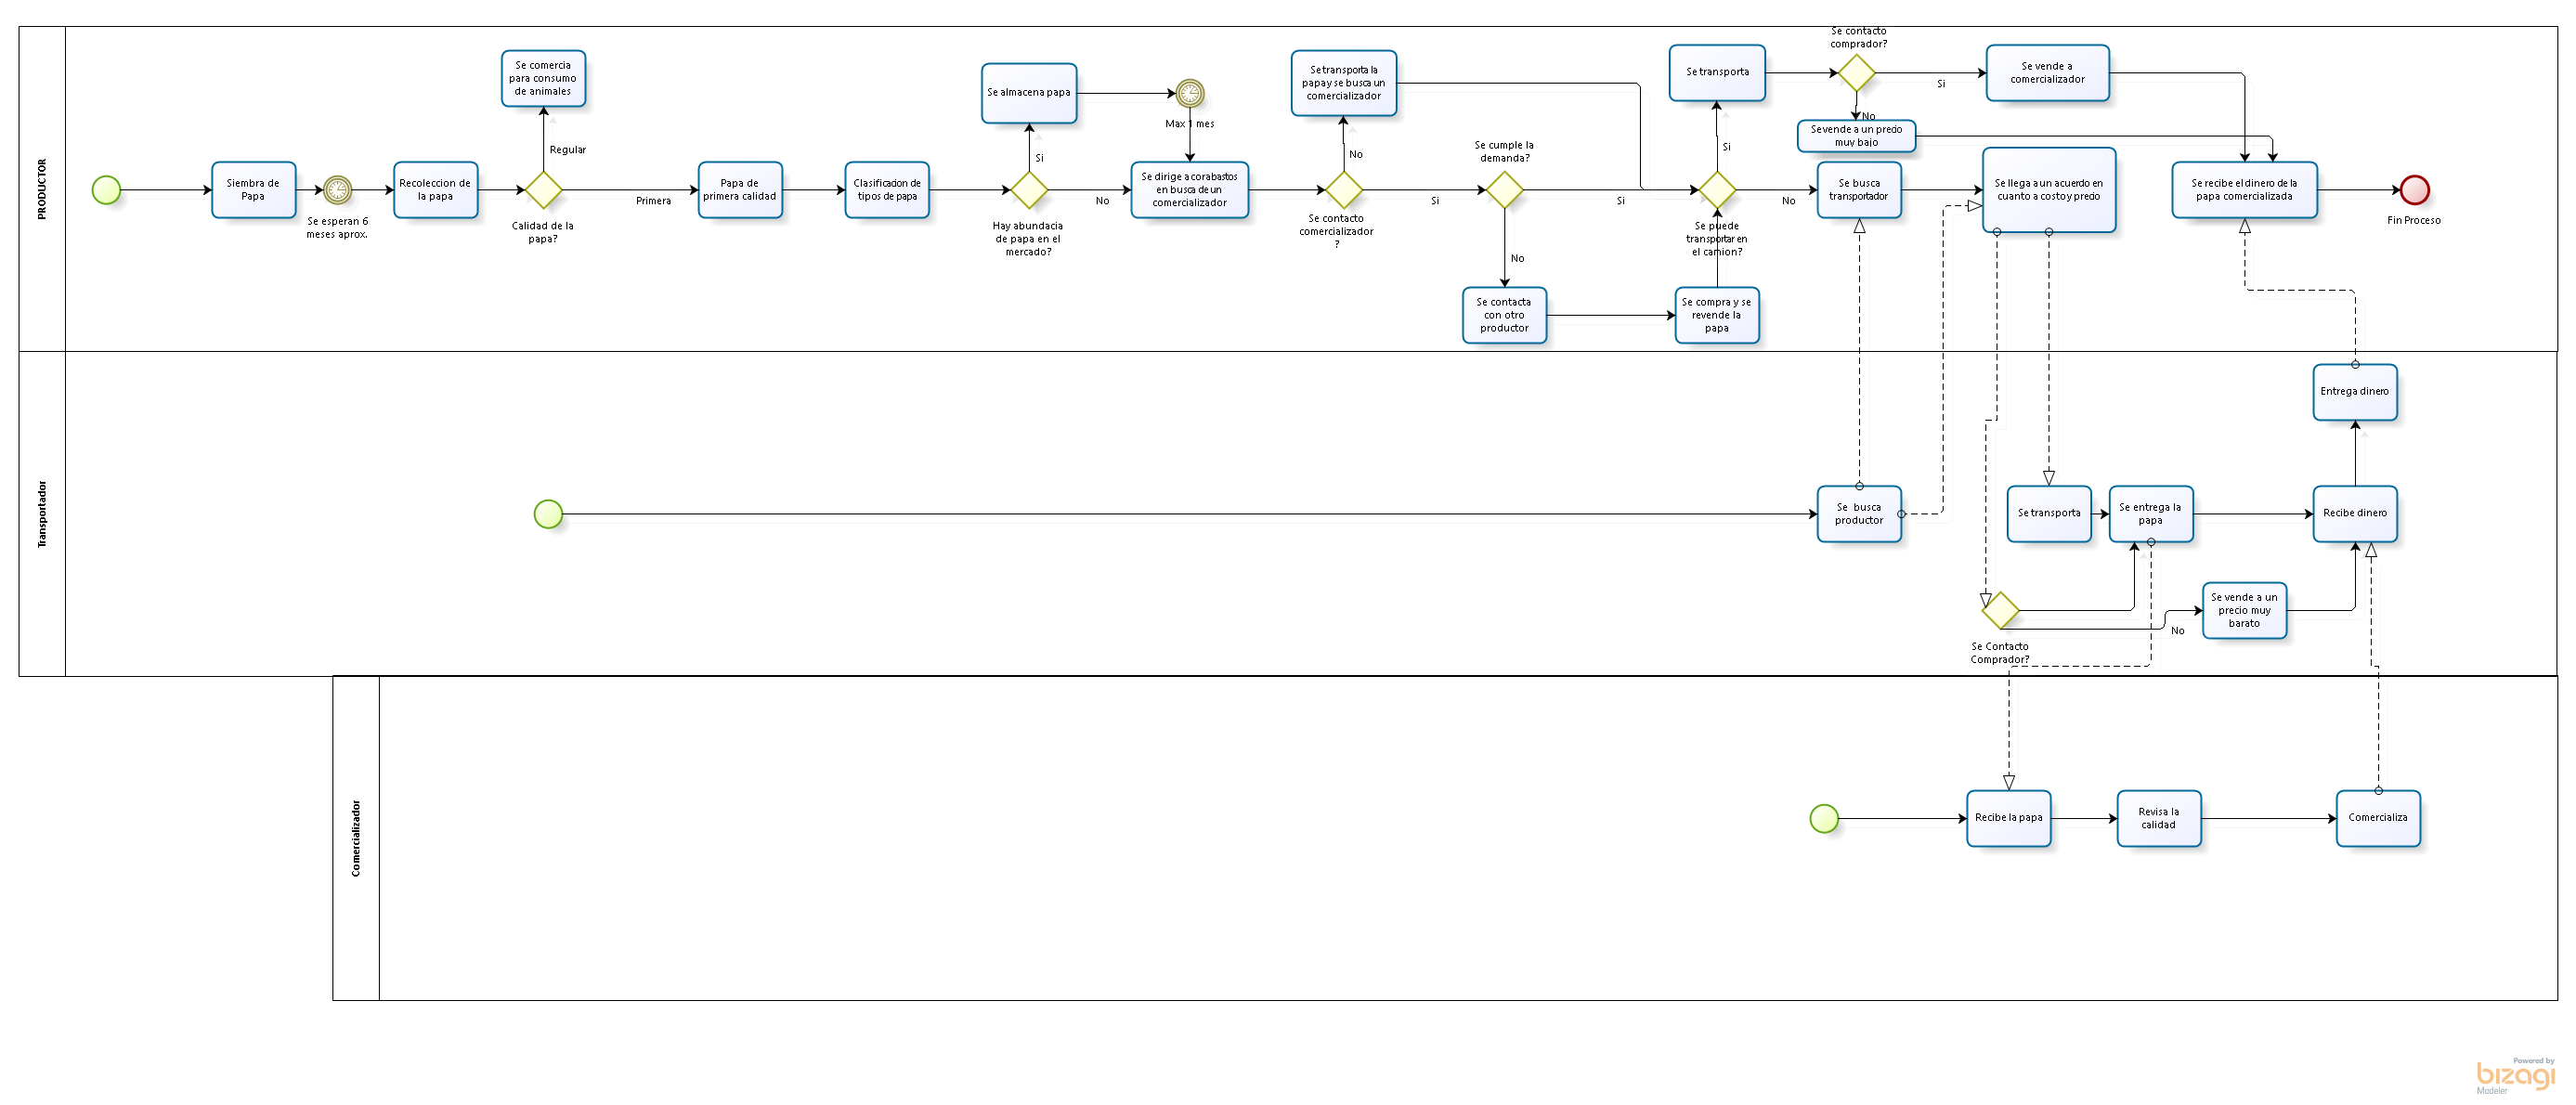 PRODUCTOR
Siembra de
Papa
Se esperan 6
meses aprox.
Recoleccion de
la papa
Se comercia
para consumo
de animales
Regular
Calidad de la
papa?
Primera
Papa de
primera calidad
Clasificacion de
tipos de papa
Se almacena papa
Si
Hay abundacia
de papa en el
mercado?
No
Max 1 mes
Se dirige a corabastos
en busca de un
comercializador
Se transporta la
papa y se busca un
comercializador
No
Se contacto
comercializador
?
Si
Se cumple la
demanda?
Si
No
Se contacta
con otro
productor
Se compra y se
revende la
papa
Se puede
transportar en
el camion?
Si
No
Se transporta
Se contacto
comprador?
Si
No
Se vende a
comercializador
Se vende a un precio
muy bajo
Se busca
transportador
Se llega a un acuerdo en
cuanto a costo y precio
Se recibe el dinero de la
papa comercializada
Fin Proceso
Transportador
Se busca
productor
Se transporta
Se entrega la
papa
Recibe dinero
Entrega dinero
Se Contacto
Comprador?
No
Se vende a un
precio muy
barato
Comercializador
Recibe la papa
Revisa la
calidad
Comercializa
Powered by
bizagi
Modeler